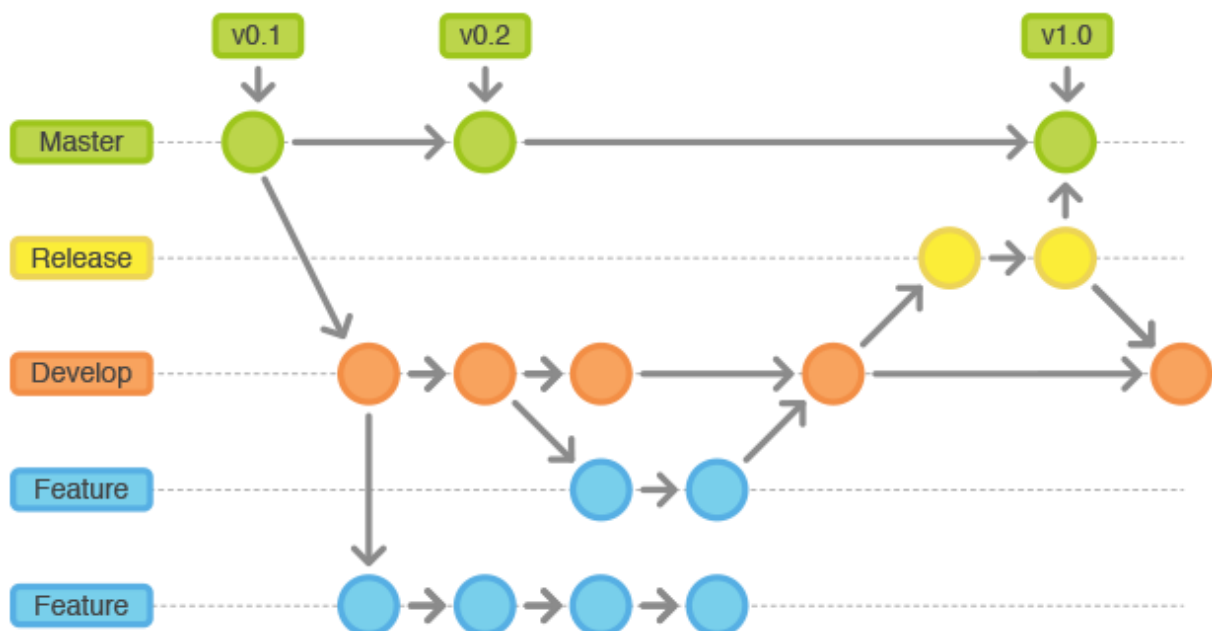 v0.1
v0.2
v1.0
Master
Release
Develop
Feature
Feature